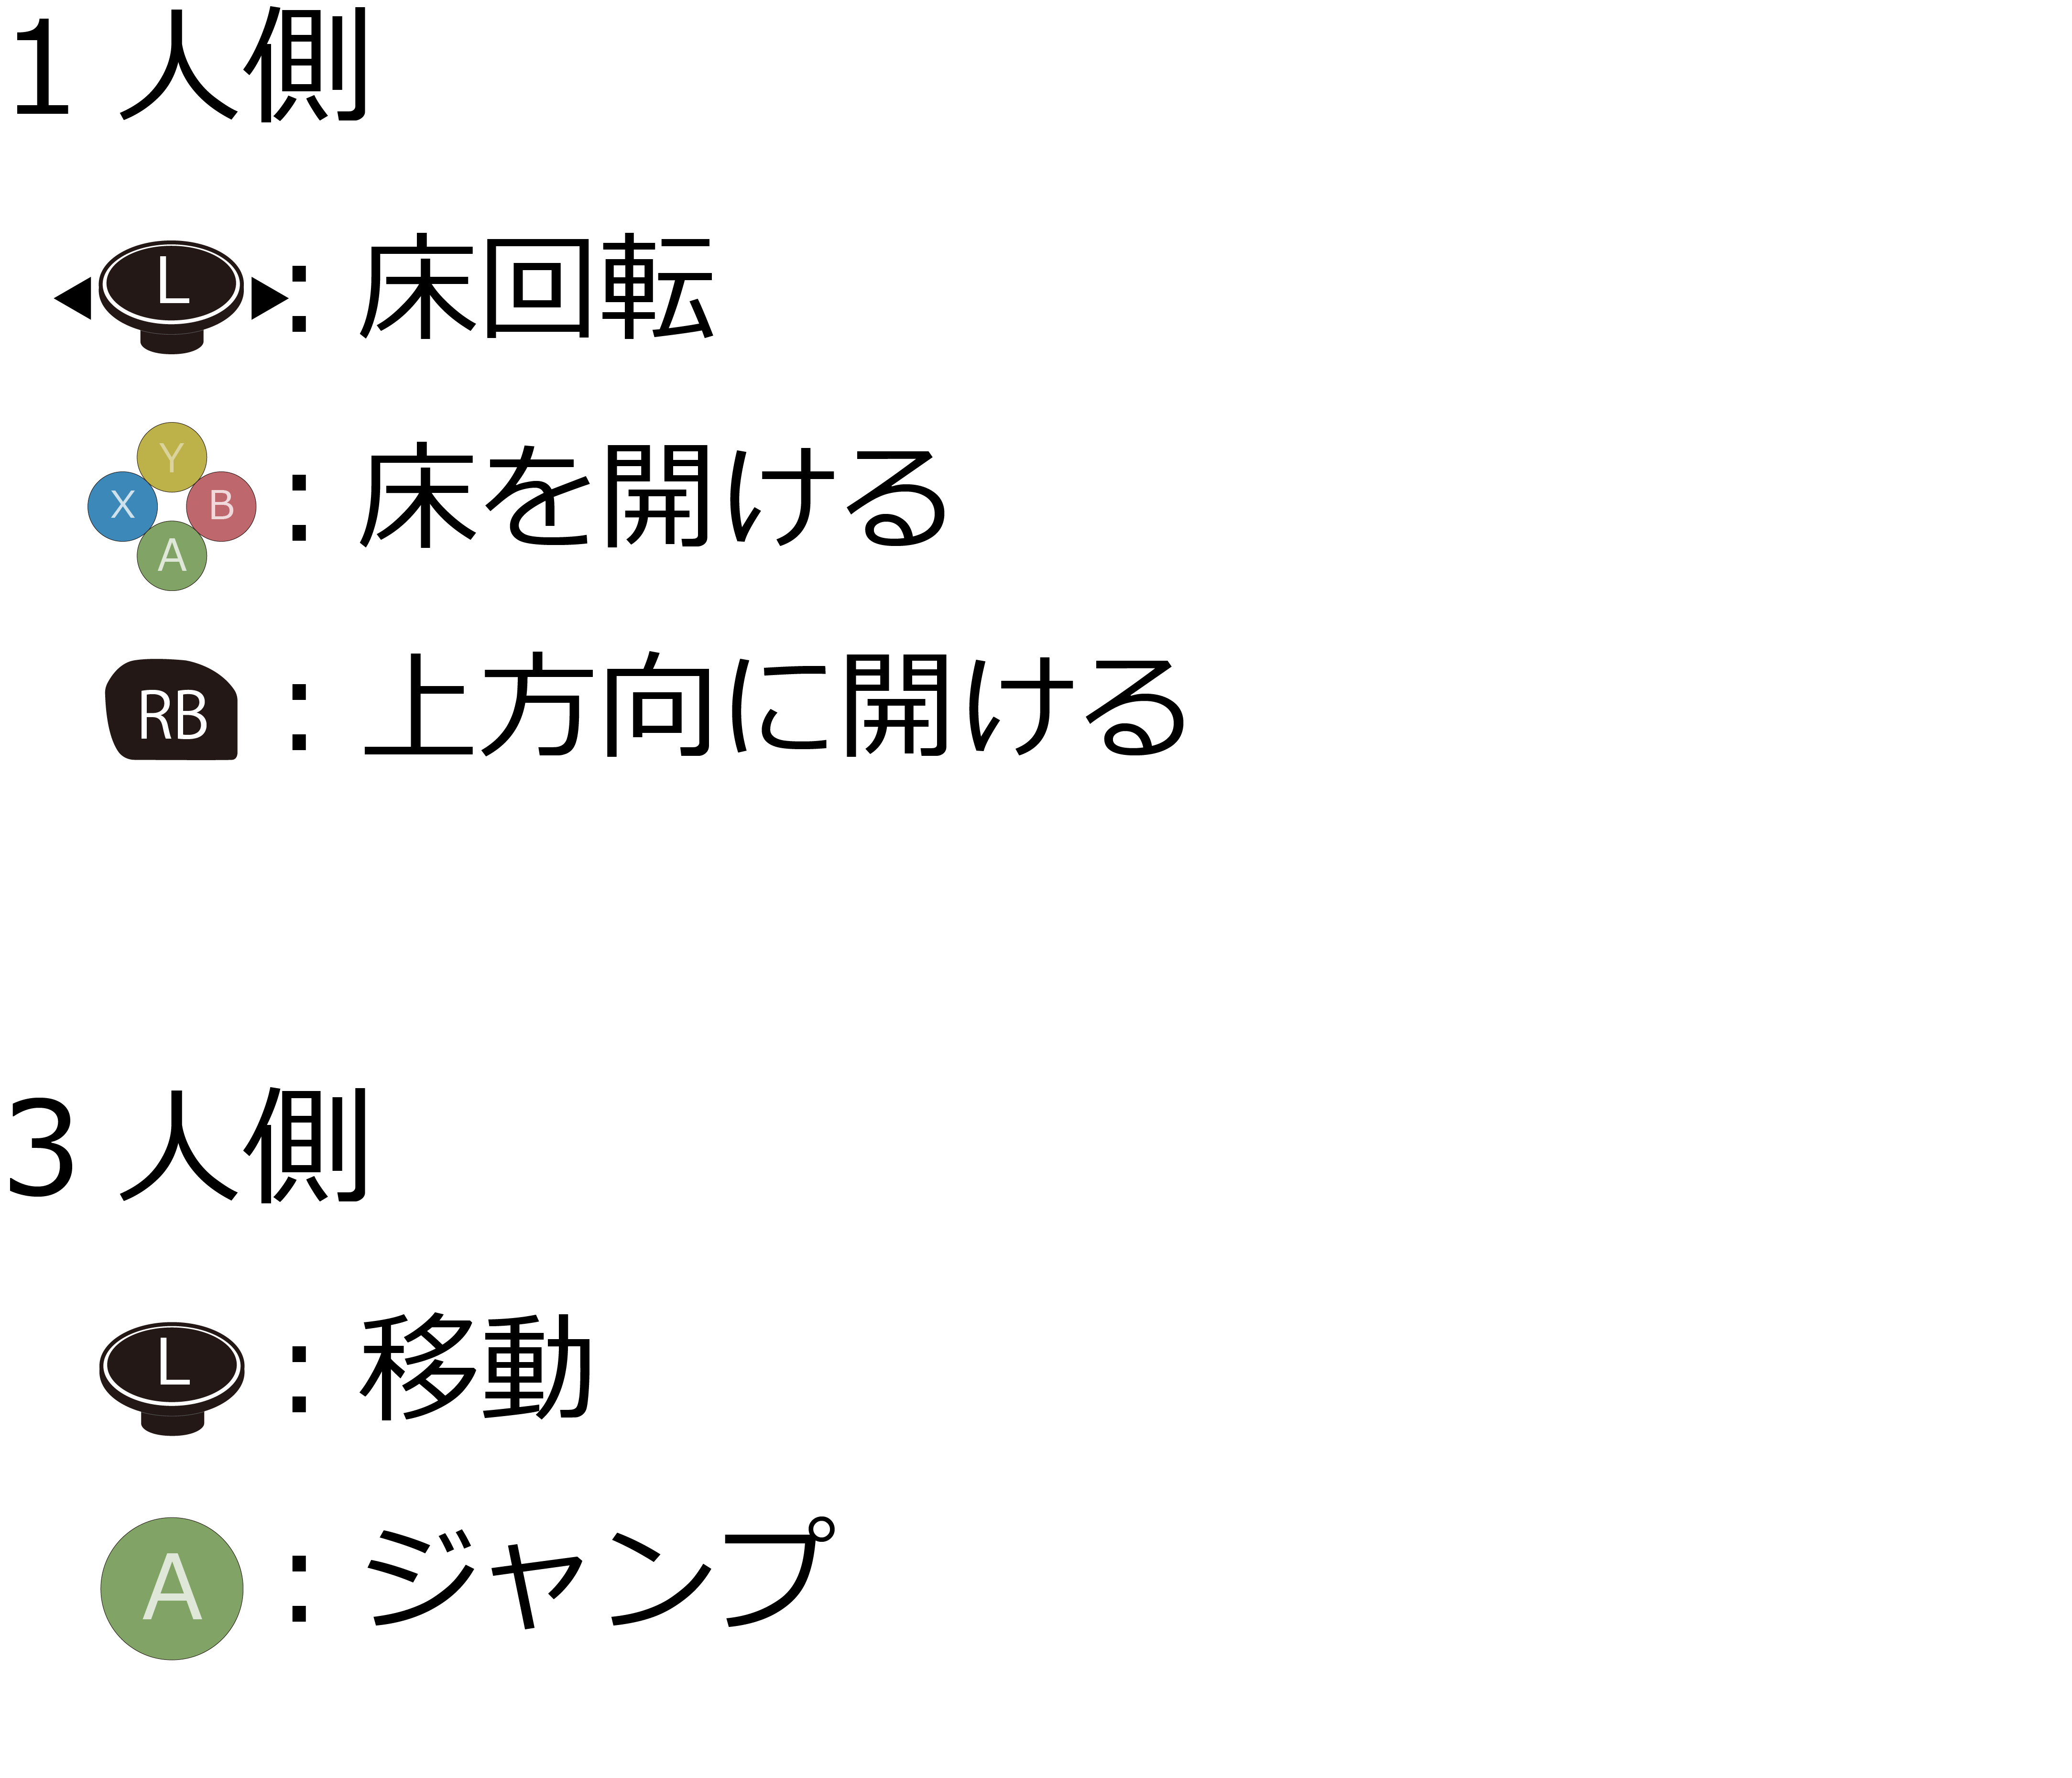 1人側
◀L▶：床回転
Y
X B：床を開ける
A
RB：上方向に開ける
3人側
L：移動
A：ジャンプ